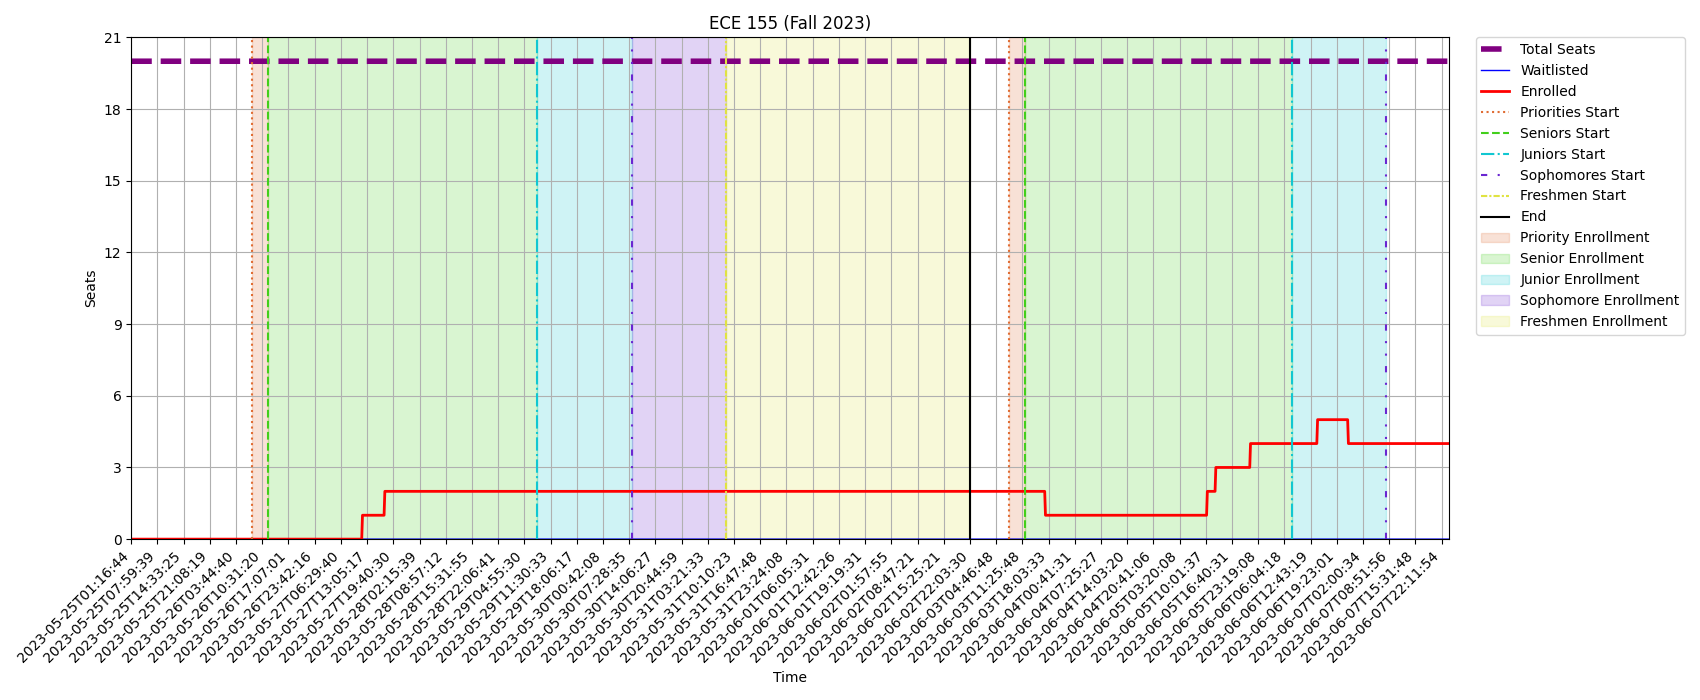 ECE 155 (Fall 2023)
21
18
15
12
9
6
3
0
Seats
2023-05-25T01:16:44
2023-05-25T07:59:39
2023-05-25T14:33:25
2023-05-25T21:08:19
2023-05-26T03:44:40
2023-05-26T10:31:20
2023-05-26T17:07:01
2023-05-26T23:42:16
2023-05-27T06:29:40
2023-05-27T13:05:17
2023-05-27T19:40:30
2023-05-28T02:15:39
2023-05-28T08:57:12
2023-05-28T15:31:55
2023-05-28T22:06:41
2023-05-29T04:55:30
2023-05-29T11:30:33
2023-05-29T18:06:17
2023-05-30T00:42:08
2023-05-30T07:28:35
2023-05-30T14:06:27
2023-05-30T20:44:59
2023-05-31T03:21:33
2023-05-31T10:10:23
2023-05-31T16:47:48
2023-05-31T23:24:08
2023-06-01T06:05:31
2023-06-01T12:42:26
2023-06-01T19:19:31
2023-06-02T01:57:55
2023-06-02T08:47:21
2023-06-02T15:25:21
2023-06-02T22:03:30
2023-06-03T04:46:48
2023-06-03T11:25:48
2023-06-03T18:03:33
2023-06-04T00:41:31
2023-06-04T07:25:27
2023-06-04T14:03:20
2023-06-04T20:41:06
2023-06-05T03:20:08
2023-06-05T10:01:37
2023-06-05T16:40:31
2023-06-05T23:19:08
2023-06-06T06:04:18
2023-06-06T12:43:19
2023-06-06T19:23:01
2023-06-07T02:00:34
2023-06-07T08:51:56
2023-06-07T15:31:48
2023-06-07T22:11:54
Time
Total Seats
Waitlisted
Enrolled
Priorities Start
Seniors Start
Juniors Start
Sophomores Start
Freshmen Start
End
Priority Enrollment
Senior Enrollment
Junior Enrollment
Sophomore Enrollment
Freshmen Enrollment